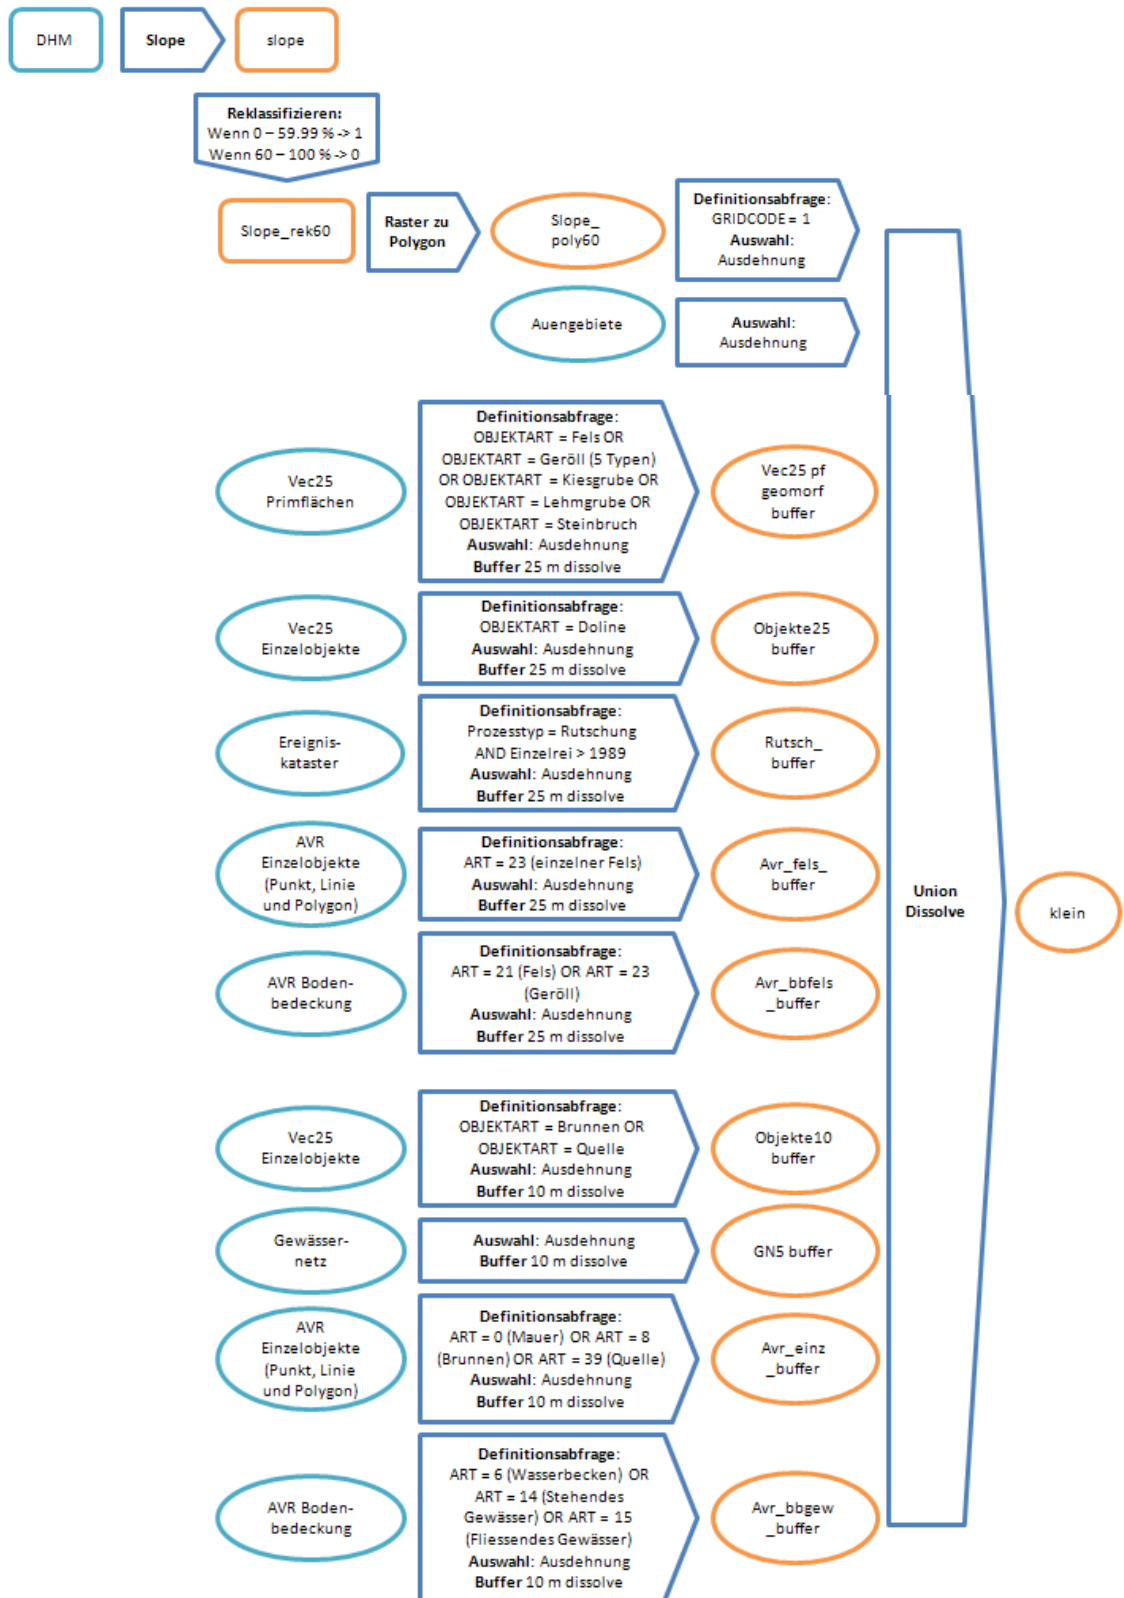 DHM
Slope
slope
Reklassifizieren:
Wenn 0 – 59.99 % -> 1
Wenn 60 – 100 % -> 0
Slope_rek60
Raster zu
Polygon
Slope_
poly60
Definitionsabfrage:
GRIDCODE = 1
Auswahl:
Ausdehnung
Auengebiete
Auswahl:
Ausdehnung
Vec25
Primflächen
Definitionsabfrage:
OBJEKTART = Fels OR
OBJEKTART = Geröll (5 Typen)
OR OBJEKTART = Kiesgrube OR
OBJEKTART = Lehmgrube OR
OBJEKTART = Steinbruch
Auswahl: Ausdehnung
Buffer 25 m dissolve
Vec25 pf
geomorf
buffer
Vec25
Einzelobjekte
Definitionsabfrage:
OBJEKTART = Doline
Auswahl: Ausdehnung
Buffer 25 m dissolve
Objekte25
buffer
Ereignis-
kataster
Definitionsabfrage:
Prozesstyp = Rutschung
AND Einzelrei > 1989
Auswahl: Ausdehnung
Buffer 25 m dissolve
Rutsch_
buffer
AVR
Einzelobjekte
(Punkt, Linie
und Polygon)
Definitionsabfrage:
ART = 23 (einzelner Fels)
Auswahl: Ausdehnung
Buffer 25 m dissolve
Avr_fels_
buffer
AVR Boden-
bedeckung
Definitionsabfrage:
ART = 21 (Fels) OR ART = 23
(Geröll)
Auswahl: Ausdehnung
Buffer 25 m dissolve
Avr_bbfels
_buffer
Union
Dissolve
klein
Vec25
Einzelobjekte
Definitionsabfrage:
OBJEKTART = Brunnen OR
OBJEKTART = Quelle
Auswahl: Ausdehnung
Buffer 10 m dissolve
Objekte10
buffer
Gewässer-
netz
Auswahl: Ausdehnung
Buffer 10 m dissolve
GN5 buffer
AVR
Einzelobjekte
(Punkt, Linie
und Polygon)
Definitionsabfrage:
ART = 0 (Mauer) OR ART = 8
(Brunnen) OR ART = 39 (Quelle)
Auswahl: Ausdehnung
Buffer 10 m dissolve
Avr_einz
_buffer
AVR Boden-
bedeckung
Definitionsabfrage:
ART = 6 (Wasserbecken) OR
ART = 14 (Stehendes
Gewässer) OR ART = 15
(Fliessendes Gewässer)
Auswahl: Ausdehnung
Buffer 10 m dissolve
Avr_bbgew
_buffer